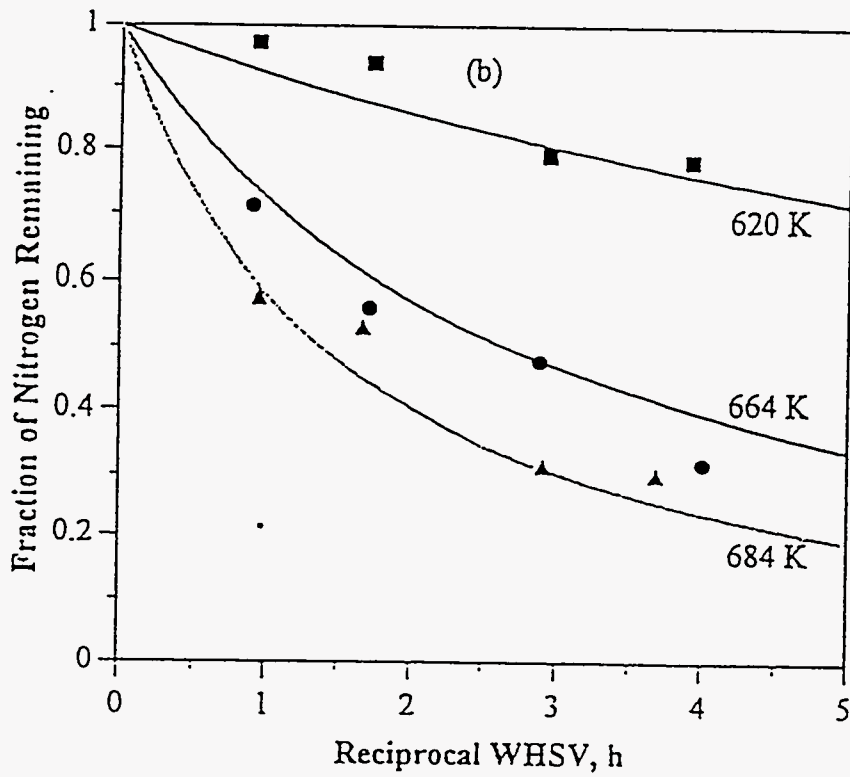 1
(b)
0.8
620 K
0.6
0.4
664 K
0.2
684 K
0
0 1 2 3 4 5
Reciprocal WHSV, h
Fraction of Nitrogen Remaining